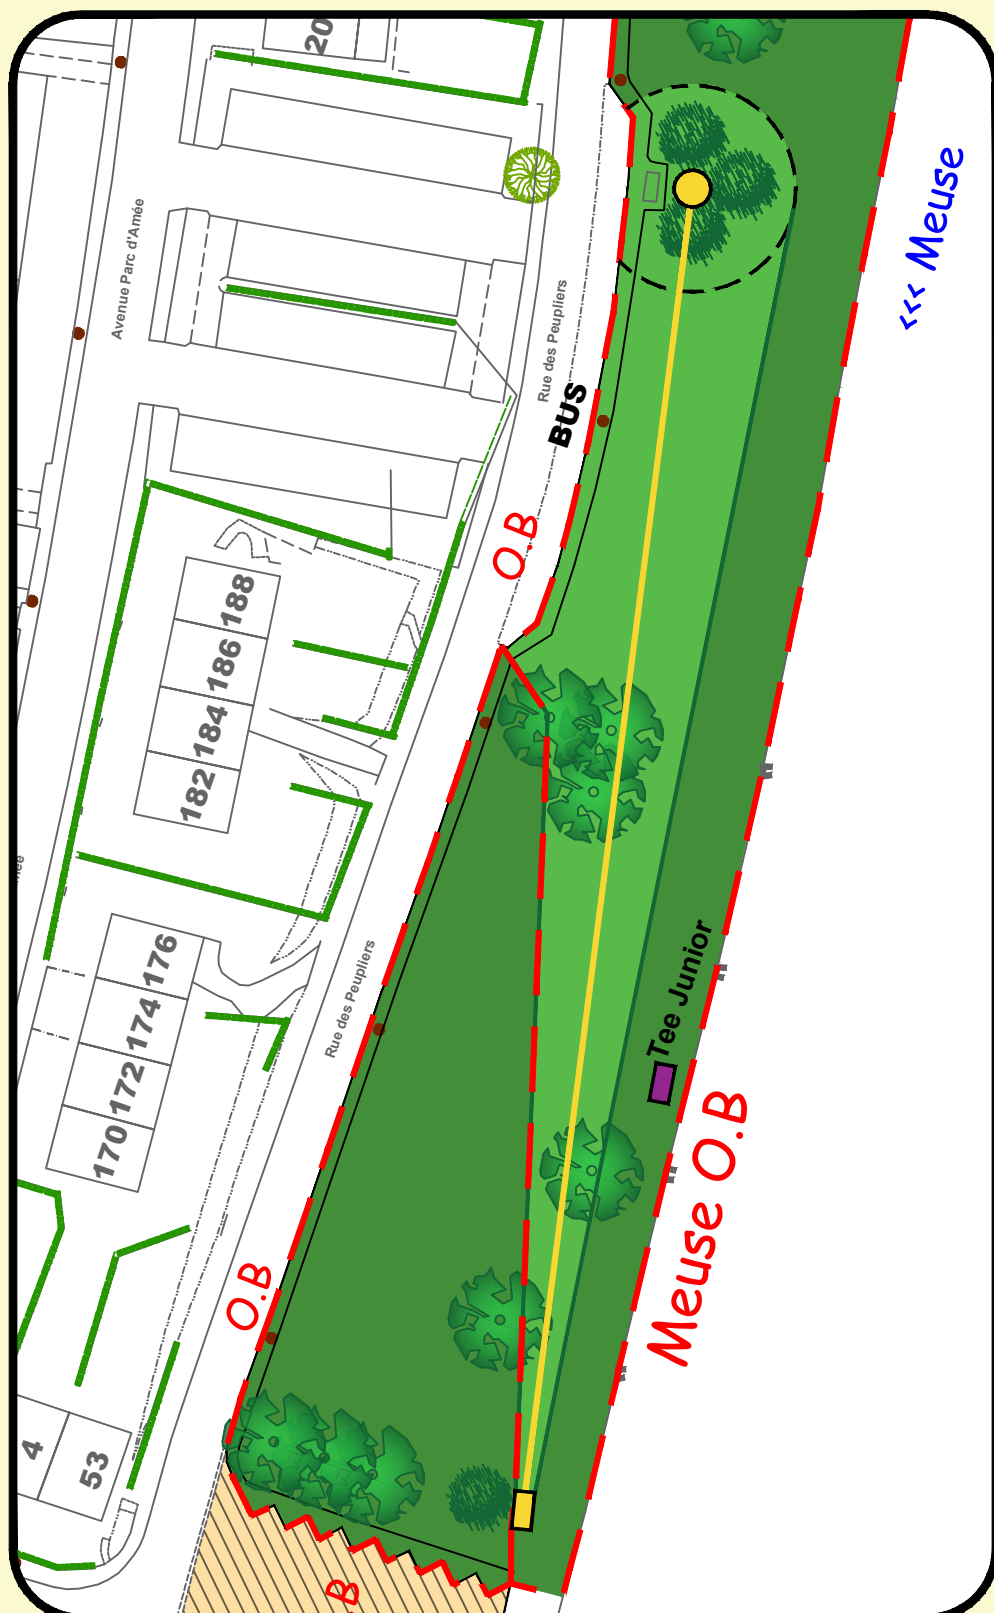 20
Avenue Parc d'Amée
<<< Meuse
Rue des Peupliers
BUS
O.B
188
186
184
182
Tee Junior
176
174
172
170
Rue des Peupliers
Meuse O.B
O.B
4
53
B